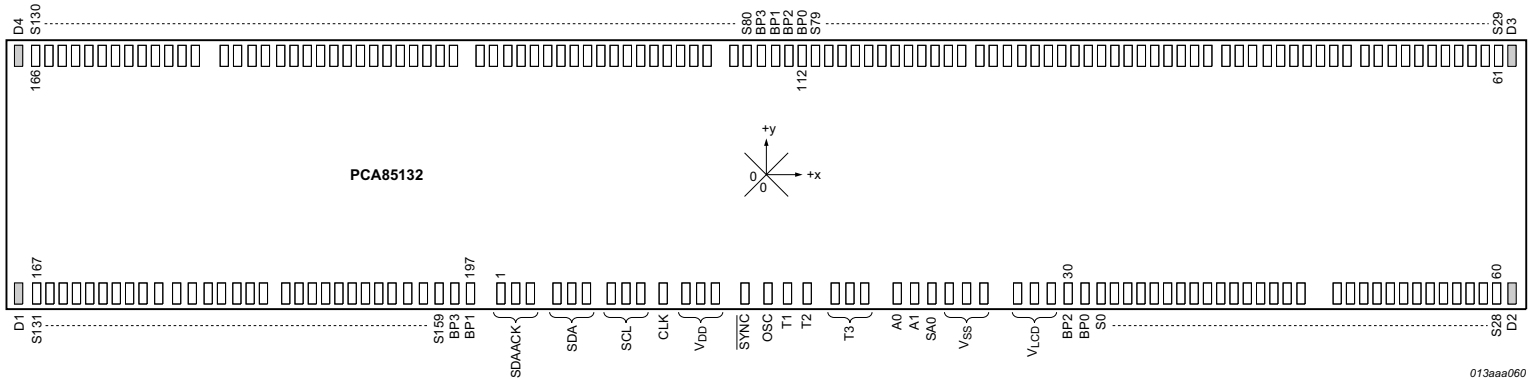 D4
S130
S80
BP3
BP1
BP2
BP0
S79
S29
D3
166
112
61
+y
PCA85132
0
0
+x
167
197
1
30
60
D1
S131
S159
BP3
BP1
SDAACK
SDA
SCL
CLK
VDD
SYNC
OSC
T1
T2
T3
A0
A1
SA0
VSS
VLCD
BP2
BP0
S0
S28
D2
013aaa060